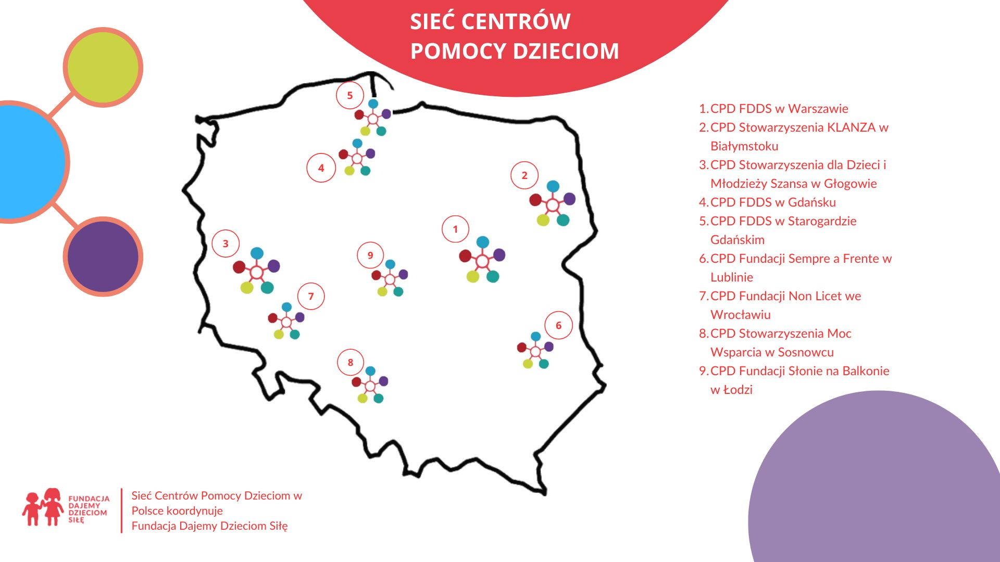 SIEĆ CENTRÓW
POMOCY DZIECIOM
5
4
2
1
3
9
7
6
8
1. CPD FDDS w Warszawie
2. CPD Stowarzyszenia KLANZA w
Białymstoku
3. CPD Stowarzyszenia dla Dzieci i
Młodzieży Szansa w Głogowie
4. CPD FDDS w Gdańsku
5. CPD FDDS w Starogardzie
Gdańskim
6. CPD Fundacji Sempre a Frente w
Lublinie
7. CPD Fundacji Non Licet we
Wrocławiu
8. CPD Stowarzyszenia Moc
Wsparcia w Sosnowcu
9. CPD Fundacji Słonie na Balkonie
w Łodzi
FUNDACJA
DAJEMY
DZIECIOM
SIŁĘ
Sieć Centrów Pomocy Dzieciom w
Polsce koordynuje
Fundacja Dajemy Dzieciom Siłę